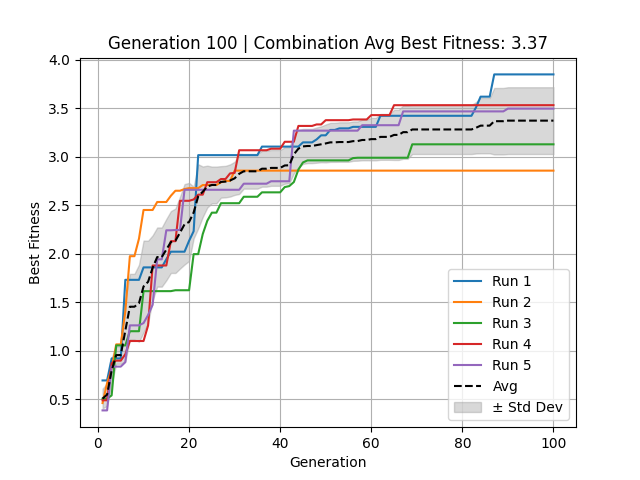 Generation 100 | Combination Avg Best Fitness: 3.37
4.0
3.5
3.0
2.5
2.0
1.5
1.0
0.5
Best Fitness
Run 1
Run 2
Run 3
Run 4
Run 5
Avg
± Std Dev
0 20 40 60 80 100
Generation